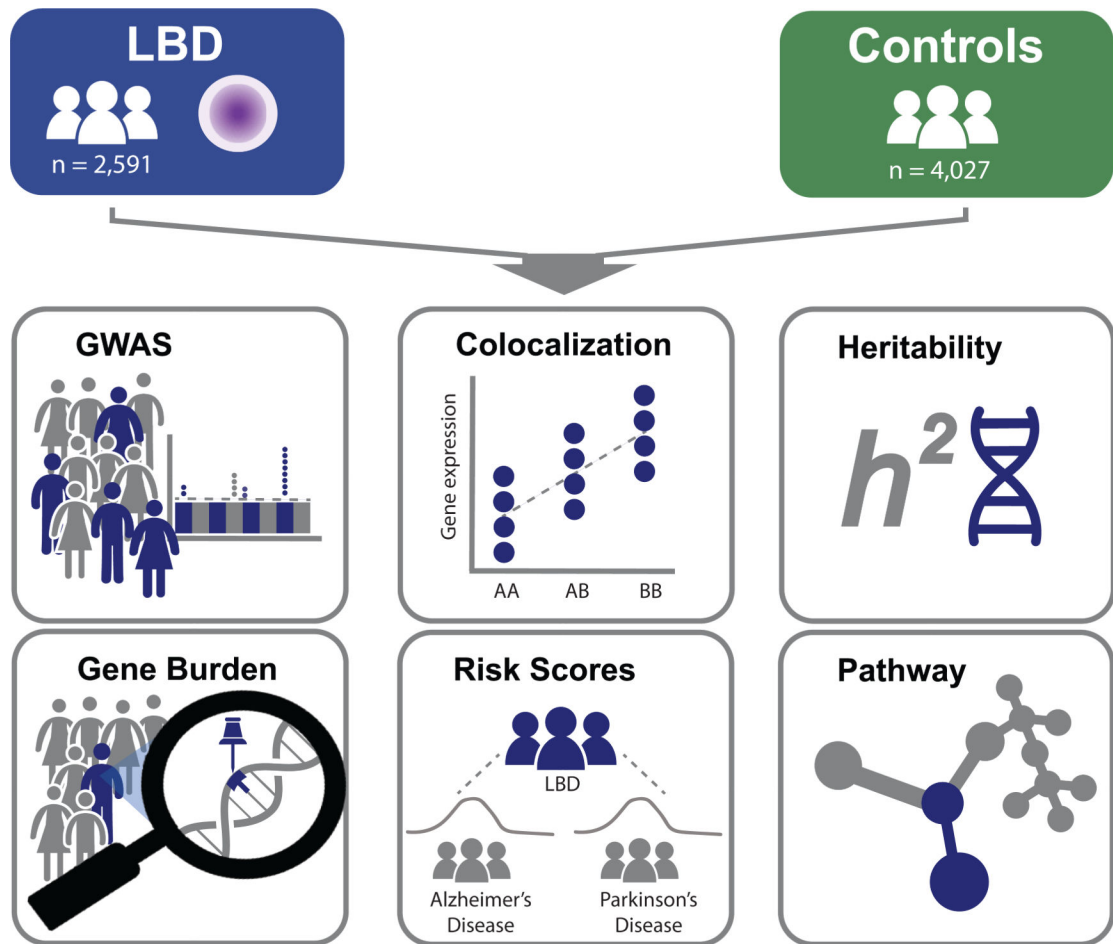 LBD
n = 2,591
Controls
n = 4,027
GWAS
Colocalization
Gene expression
AA AB BB
Heritability
h²
Gene Burden
Risk Scores
LBD
Alzheimer's
Disease
Parkinson's
Disease
Pathway